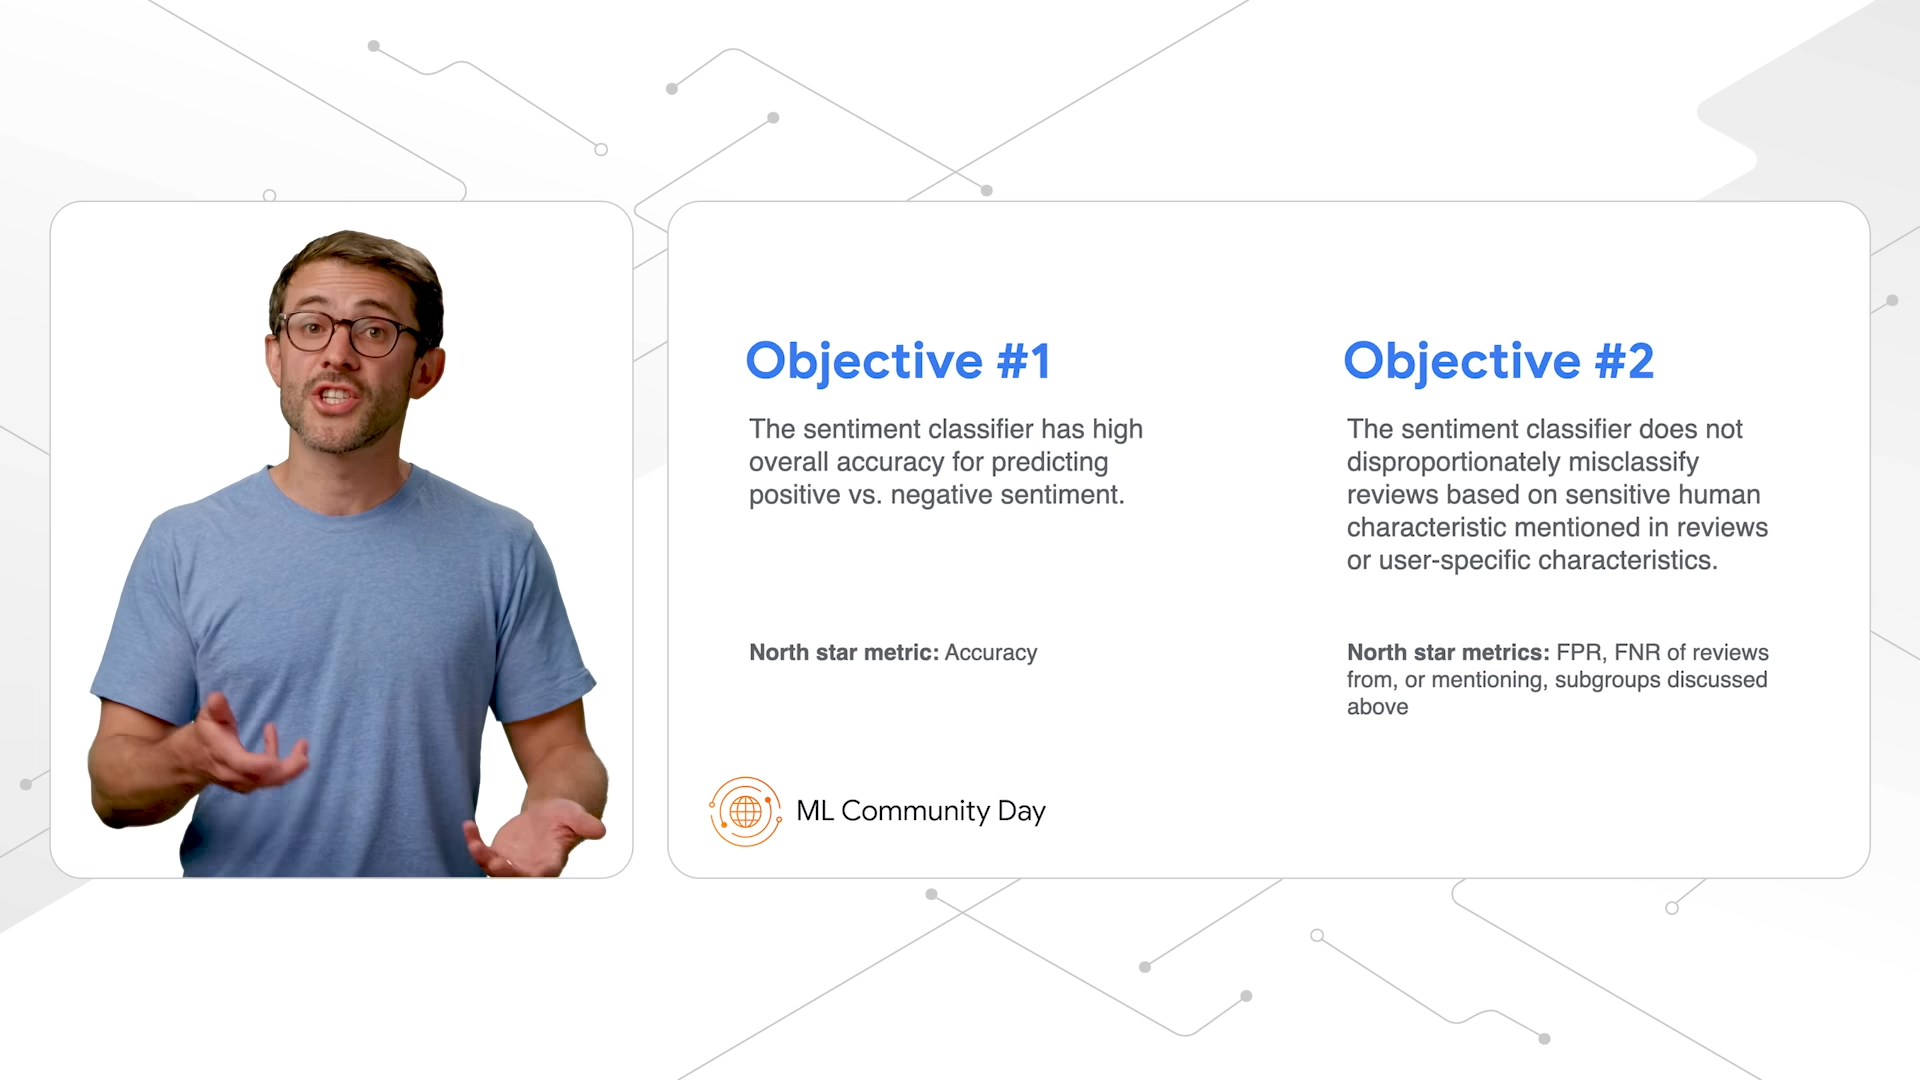 Objective #1
The sentiment classifier has high
overall accuracy for predicting
positive vs. negative sentiment.
North star metric: Accuracy
Objective #2
The sentiment classifier does not
disproportionately misclassify
reviews based on sensitive human
characteristic mentioned in reviews
or user-specific characteristics.
North star metrics: FPR, FNR of reviews
from, or mentioning, subgroups discussed
above
ML Community Day